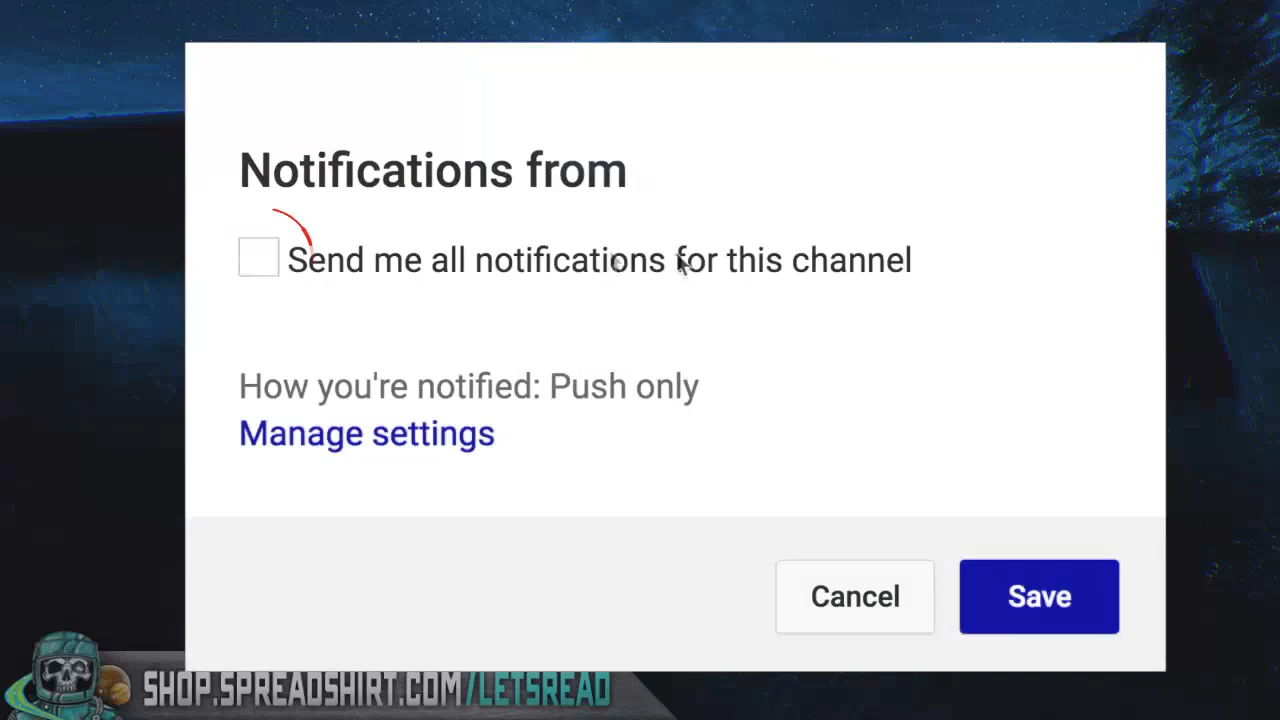 Notifications from
Send me all notifications for this channel
How you're notified: Push only
Manage settings
Cancel Save
SHOP.SPREADSHIRT.COM/LETSREAD